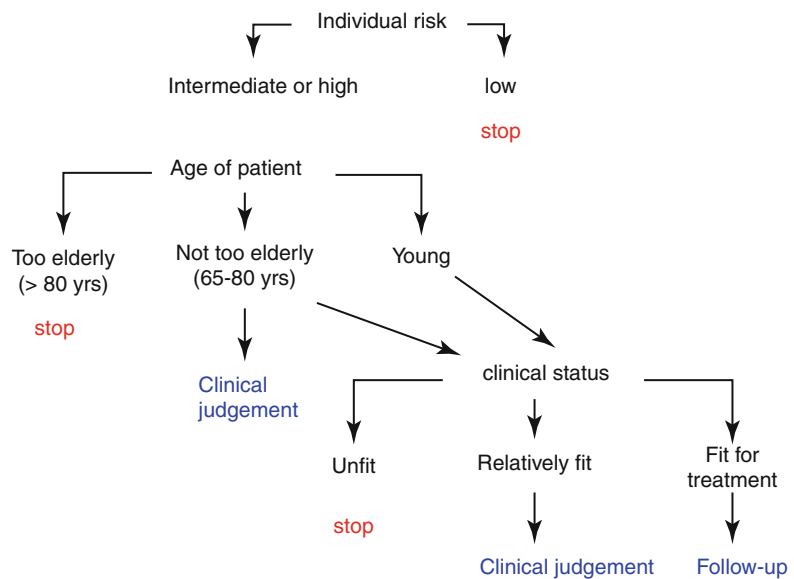 Individual risk
Intermediate or high
low
stop
Age of patient
Too elderly
(> 80 yrs)
stop
Not too elderly
(65-80 yrs)
Young
Clinical
judgement
clinical status
Unfit
stop
Relatively fit
Clinical judgement
Fit for
treatment
Follow-up